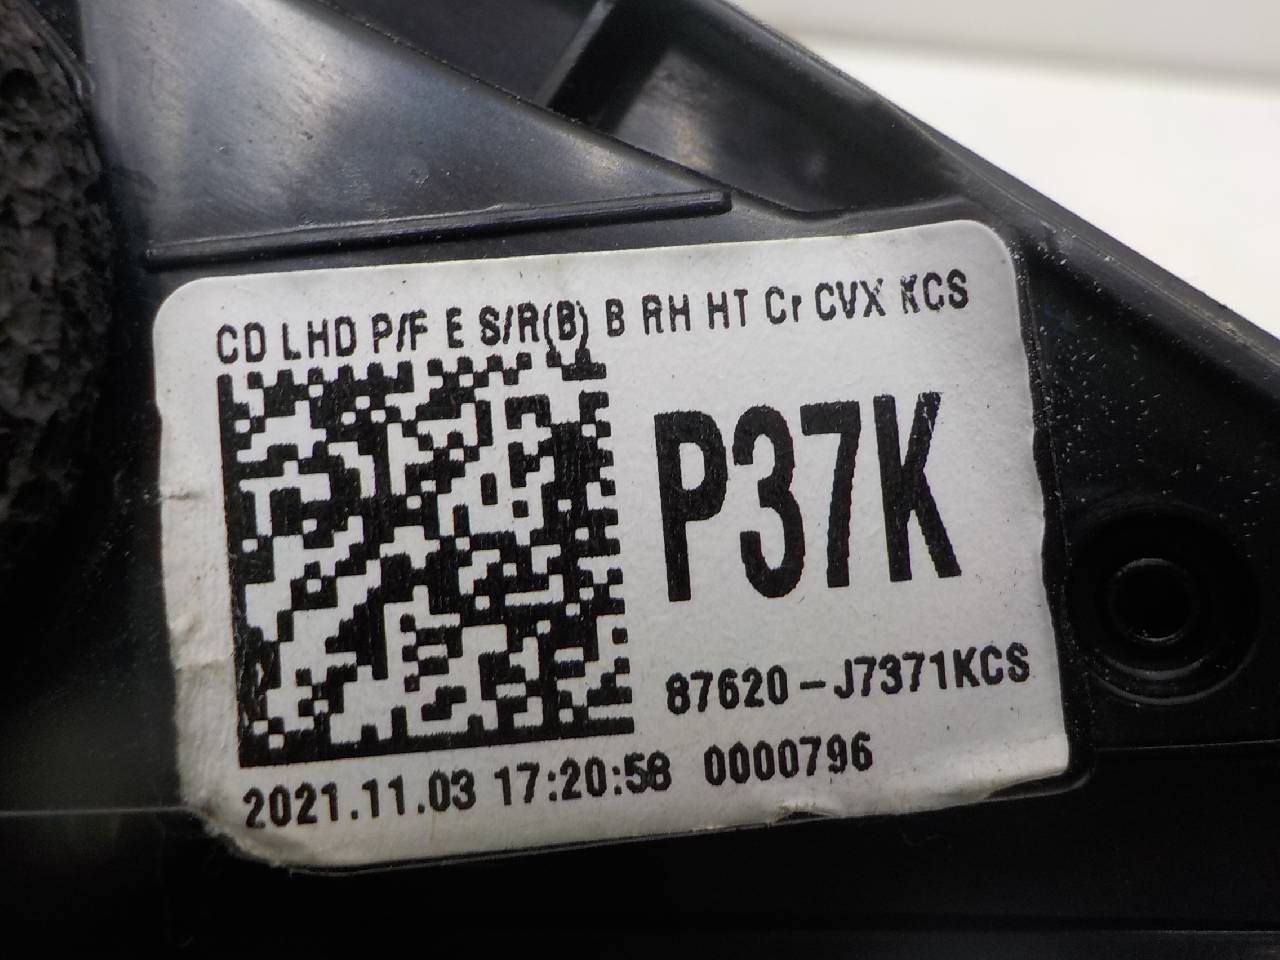 CD LHD P/F E S/R(B) B RH HT Cr CVX KCS
P37K
87620-J7371KCS
2021.11.03 17:20:58 0000796